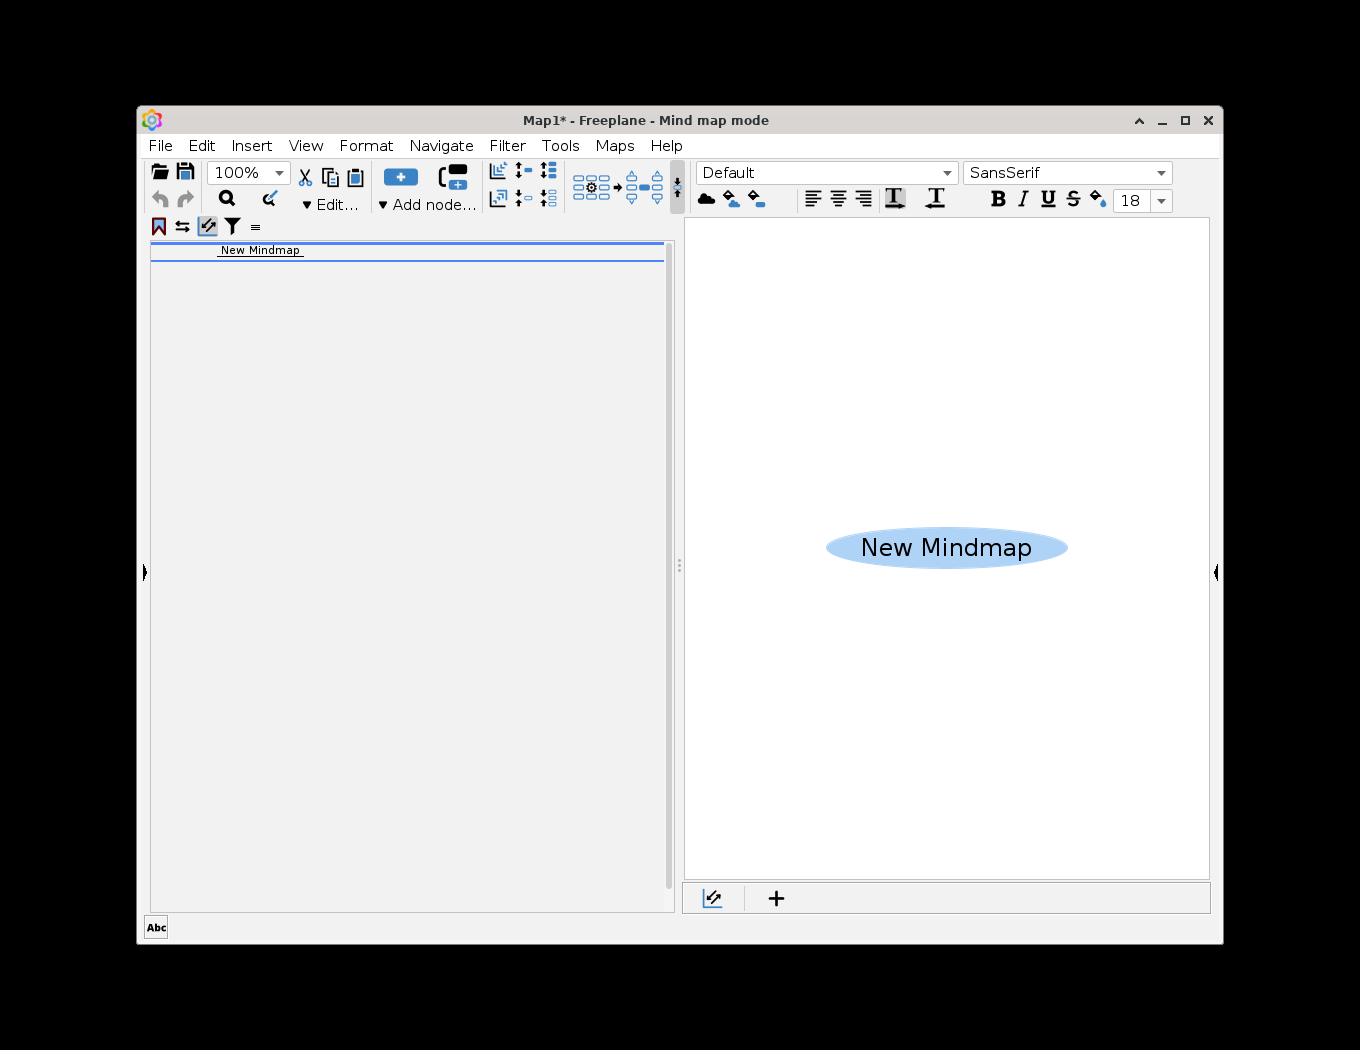 Map1* - Freeplane - Mind map mode
File Edit Insert View Format Navigate Filter Tools Maps Help
100% Default SansSerif
Edit... Add node... B I U S 18
New Mindmap
New Mindmap
Abc